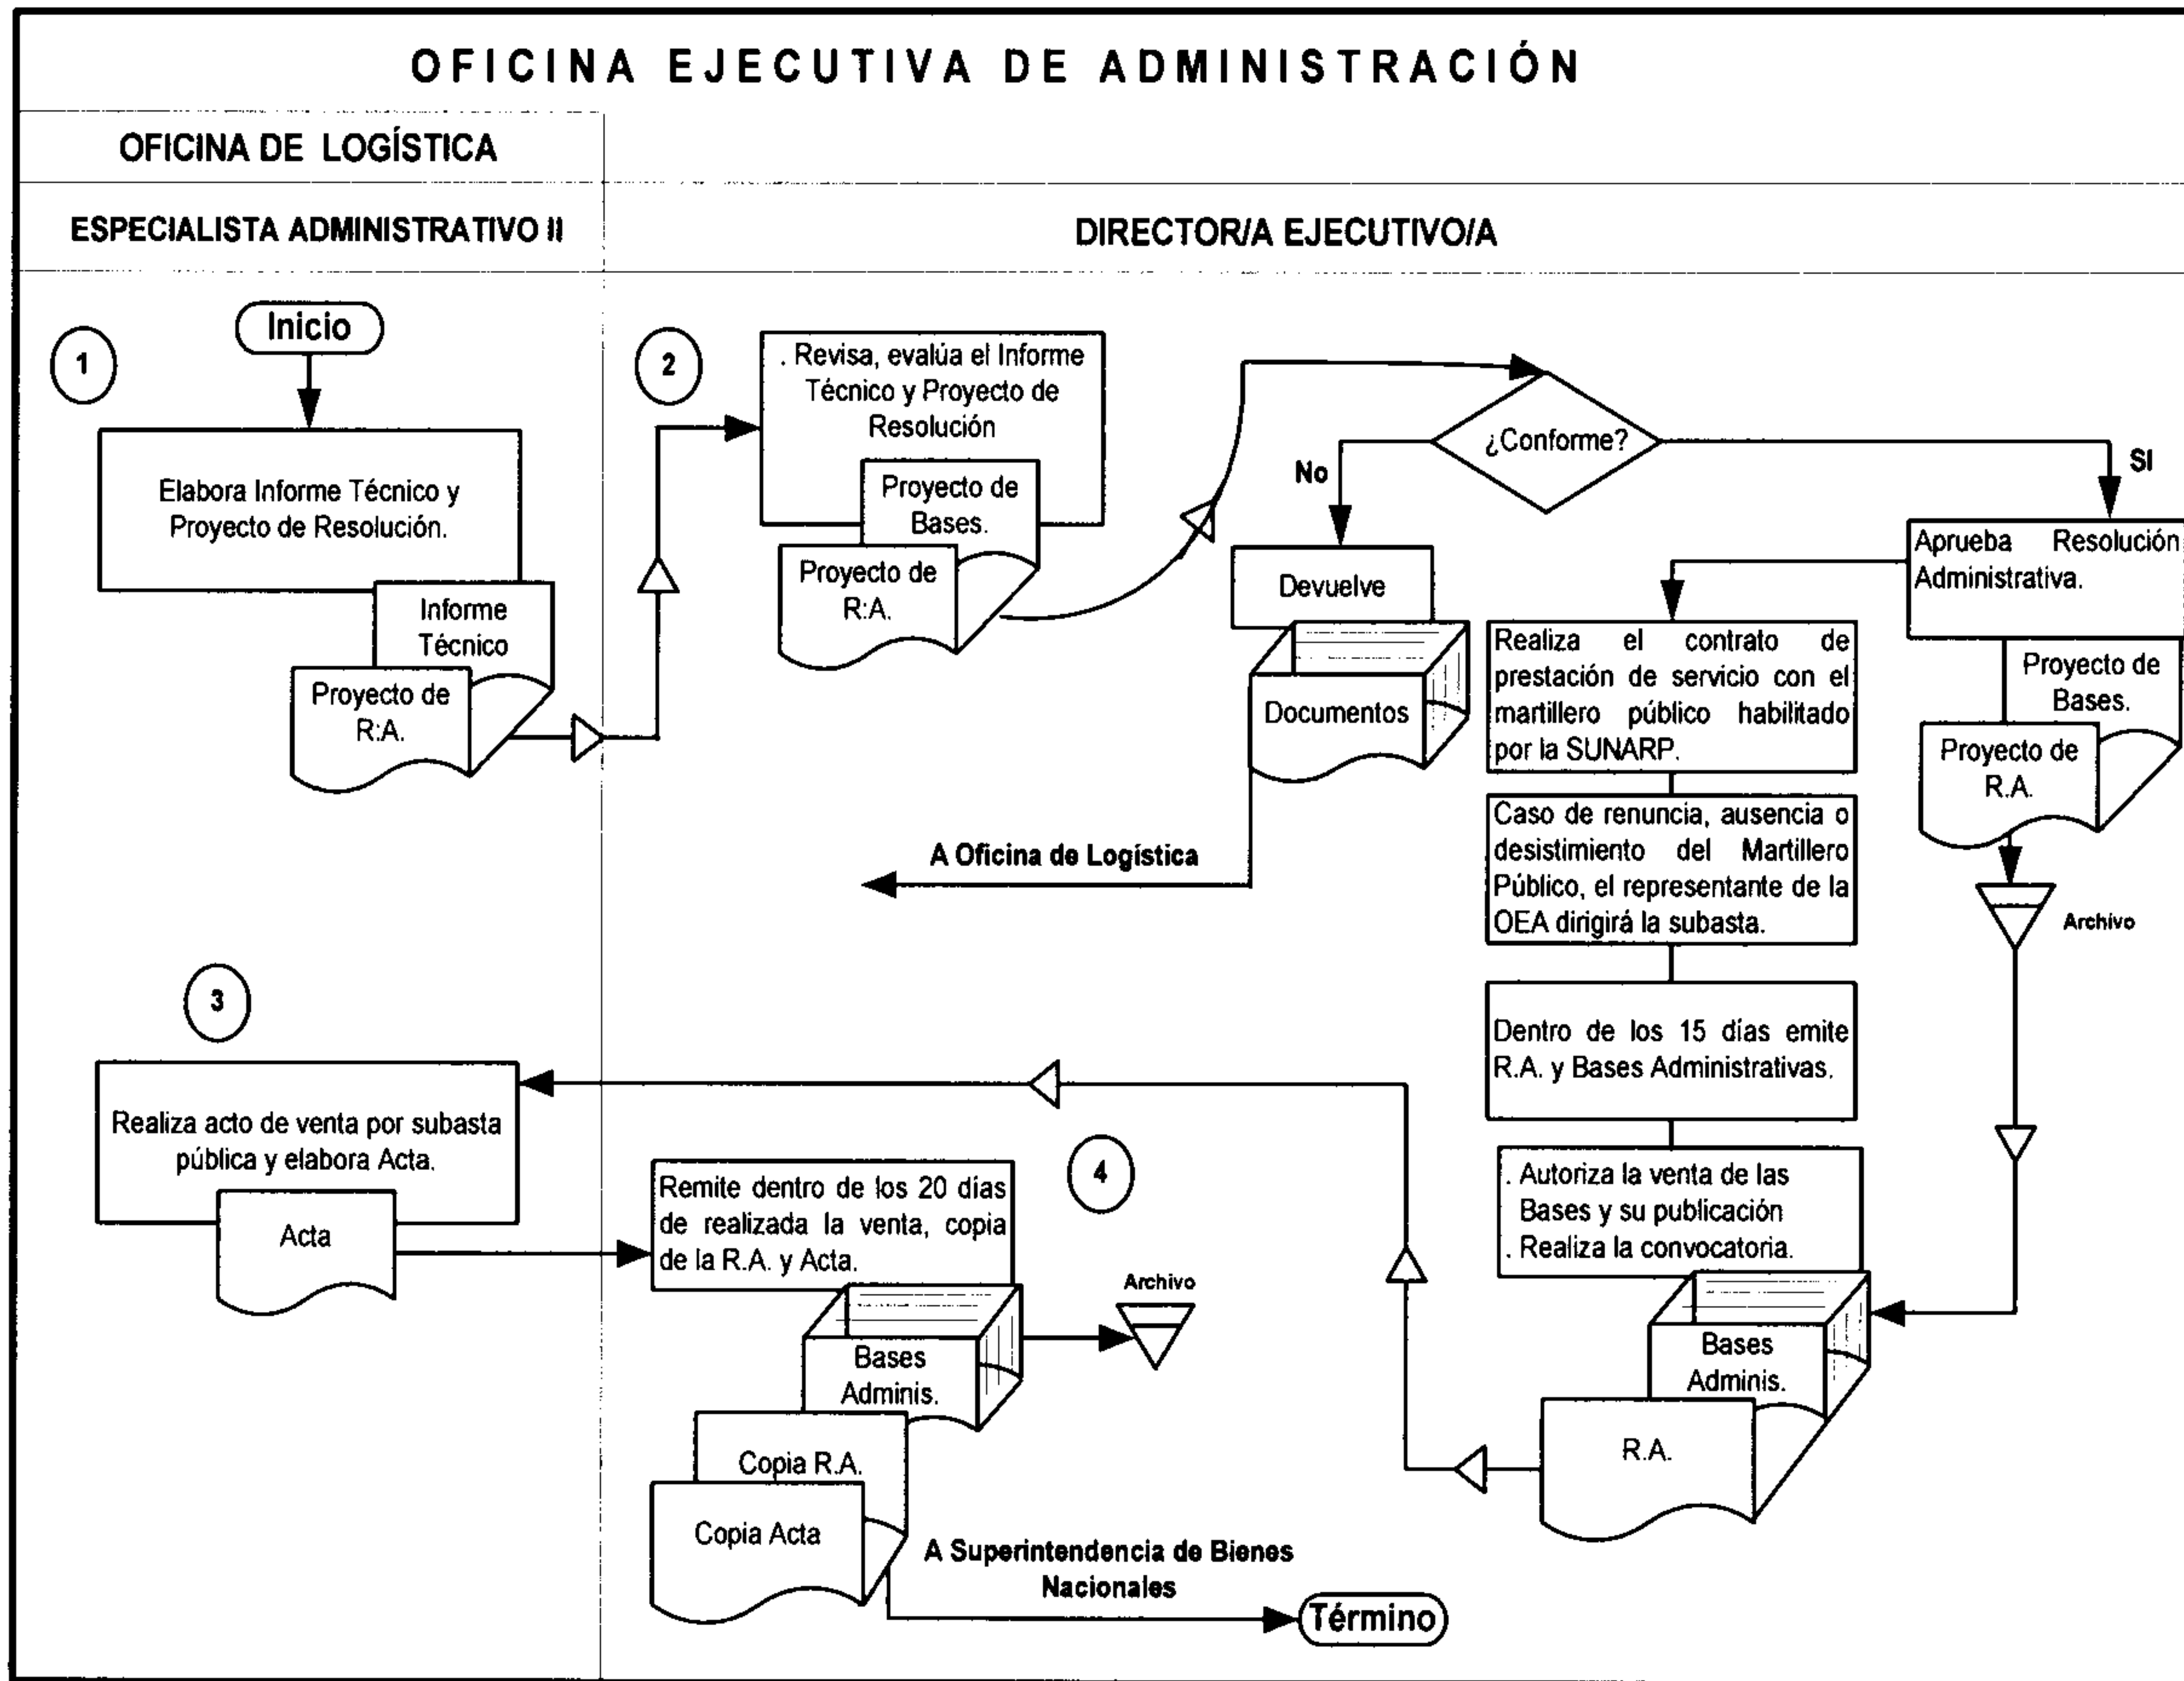 OFICINA EJECUTIVA DE ADMINISTRACIÓN
OFICINA DE LOGÍSTICA
ESPECIALISTA ADMINISTRATIVO II
DIRECTOR/A EJECUTIVO/A
1
Inicio
Elabora Informe Técnico y
Proyecto de Resolución.
Informe
Técnico
Proyecto de
R:A.
2
. Revisa, evalúa el Informe
Técnico y Proyecto de
Resolución
Proyecto de
Bases.
Proyecto de
R:A.
¿Conforme?
No
SI
Devuelve
Documentos
A Oficina de Logística
Aprueba Resolución
Administrativa.
Proyecto de
Bases.
Proyecto de
R.A.
Archivo
Realiza el contrato de
prestación de servicio con el
martillero público habilitado
por la SUNARP.
Caso de renuncia, ausencia o
desistimiento del Martillero
Público, el representante de la
OEA dirigirá la subasta.
Dentro de los 15 días emite
R.A. y Bases Administrativas.
. Autoriza la venta de las
Bases y su publicación
. Realiza la convocatoria.
Bases
Adminis.
R.A.
3
Realiza acto de venta por subasta
pública y elabora Acta.
Acta
4
Remite dentro de los 20 días
de realizada la venta, copia
de la R.A. y Acta.
Archivo
Bases
Adminis.
Copia R.A.
Copia Acta
A Superintendencia de Bienes
Nacionales
Término